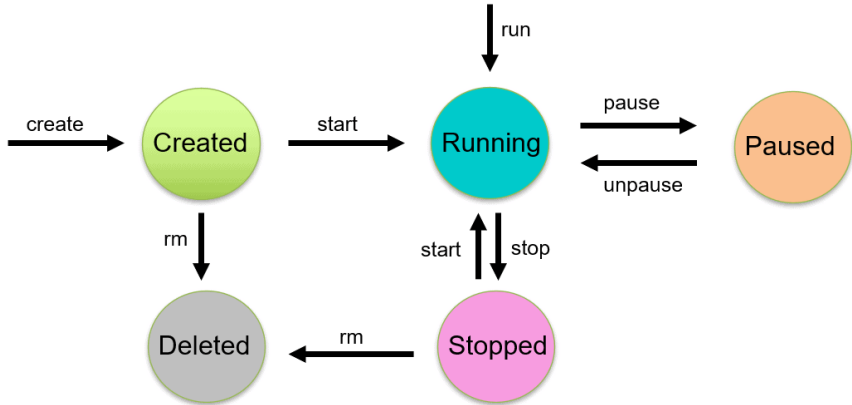 run
create
Created
start
Running
pause
Paused
unpause
rm
start
stop
Deleted
rm
Stopped